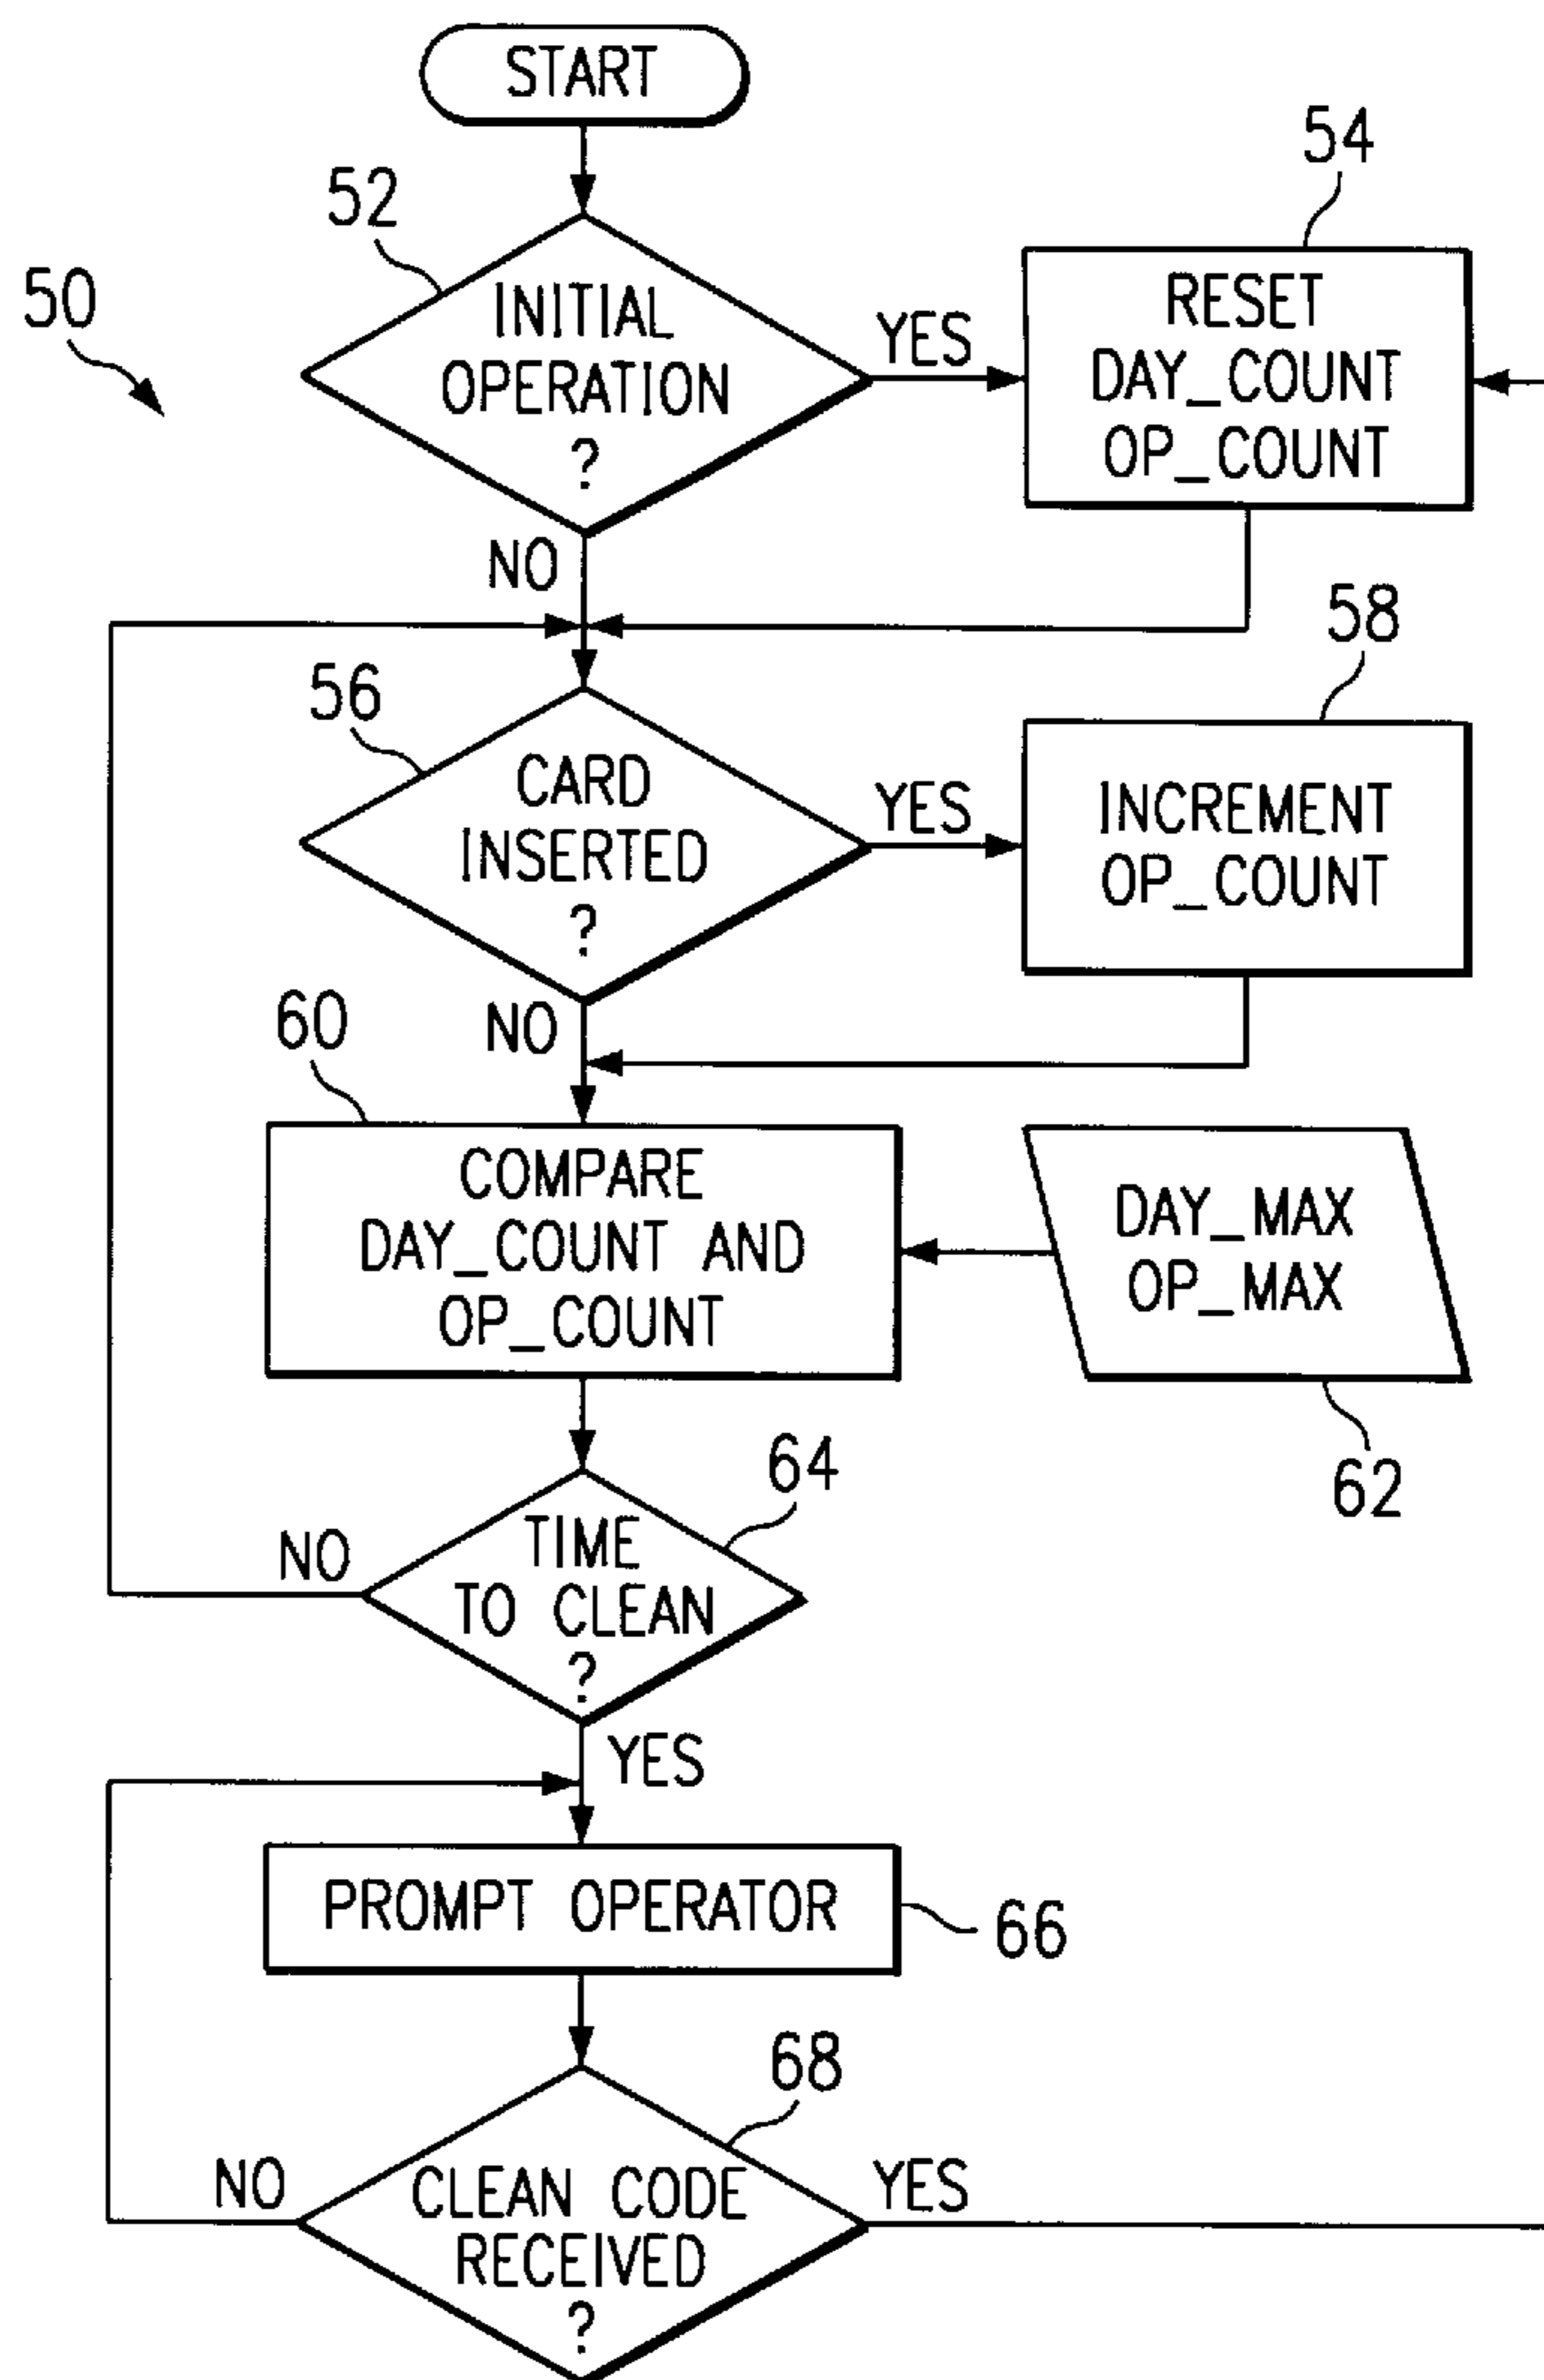 START
52
54
50
INITIAL
OPERATION
?
YES
RESET
DAY_COUNT
OP_COUNT
NO
56
58
CARD
INSERTED
?
YES
INCREMENT
OP_COUNT
NO
60
COMPARE
DAY_COUNT AND
OP_COUNT
DAY_MAX
OP_MAX
62
64
TIME
TO CLEAN
?
NO
YES
PROMPT OPERATOR
66
68
CLEAN CODE
RECEIVED
?
NO
YES